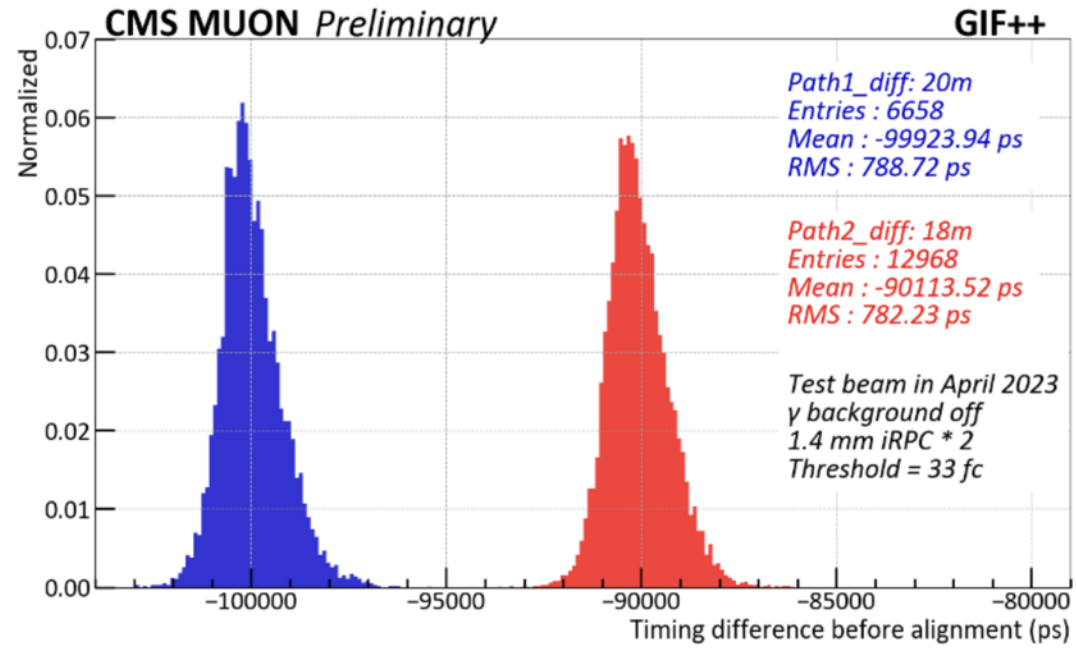 CMS MUON Preliminary GIF++
Normalized
0.07
0.06
0.05
0.04
0.03
0.02
0.01
0.00
Path1_diff: 20m
Entries : 6658
Mean : -99923.94 ps
RMS : 788.72 ps
Path2_diff: 18m
Entries : 12968
Mean : -90113.52 ps
RMS : 782.23 ps
Test beam in April 2023
γ background off
1.4 mm iRPC * 2
Threshold = 33 fc
−100000 −95000 −90000 −85000 −80000
Timing difference before alignment (ps)